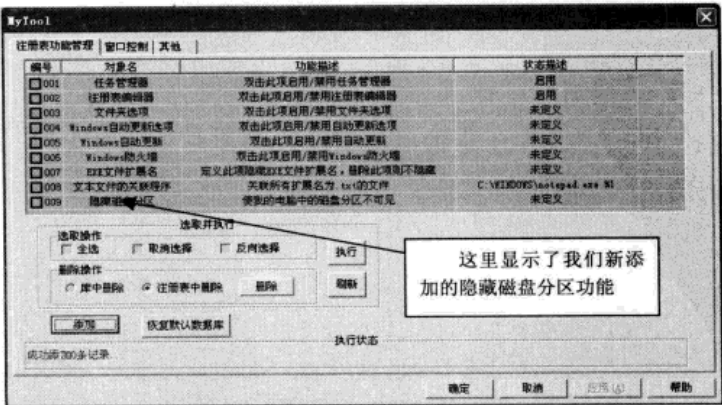 MyTool
注册表功能管理 窗口控制 其他
编号 对象名 功能描述 状态描述
001 任务管理器 双击此项启用/禁用任务管理器 启用
002 注册表编辑器 双击此项启用/禁用注册表编辑器 启用
003 文件夹选项 双击此项启用/禁用文件夹选项 未定义
004 Windows自动更新选项 双击此项启用/禁用自动更新选项 未定义
005 Windows自动更新 双击此项启用/禁用自动更新 未定义
006 Windows防火墙 双击此项启用/禁用Windows防火墙 未定义
007 EXE文件扩展名 定义此项隐藏EXE文件扩展名，删除此项则不隐藏 未定义
008 文本文件的关联程序 关联所有扩展名为.txt的文件 C:\WINDOWS\notepad.exe %1
009 隐藏磁盘分区 使我的电脑中的磁盘分区不可见 未定义
选取并执行
选取操作
全选 取消选择 反向选择 执行
删除操作
库中删除 注册表中删除 删除 刷新
这里显示了我们新添
加的隐藏磁盘分区功能
添加 恢复默认数据库
执行状态
成功添700条记录
确定 取消 应用(A) 帮助